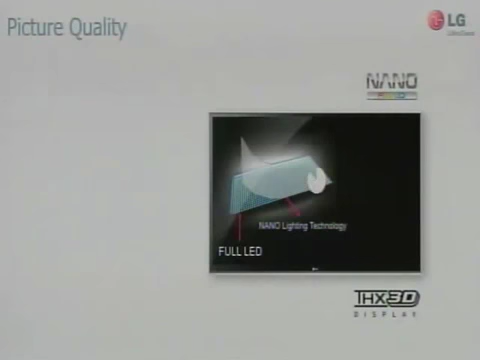 Picture Quality
LG
NANO
NANO Lighting Technology
FULL LED
THX 3D
DISPLAY